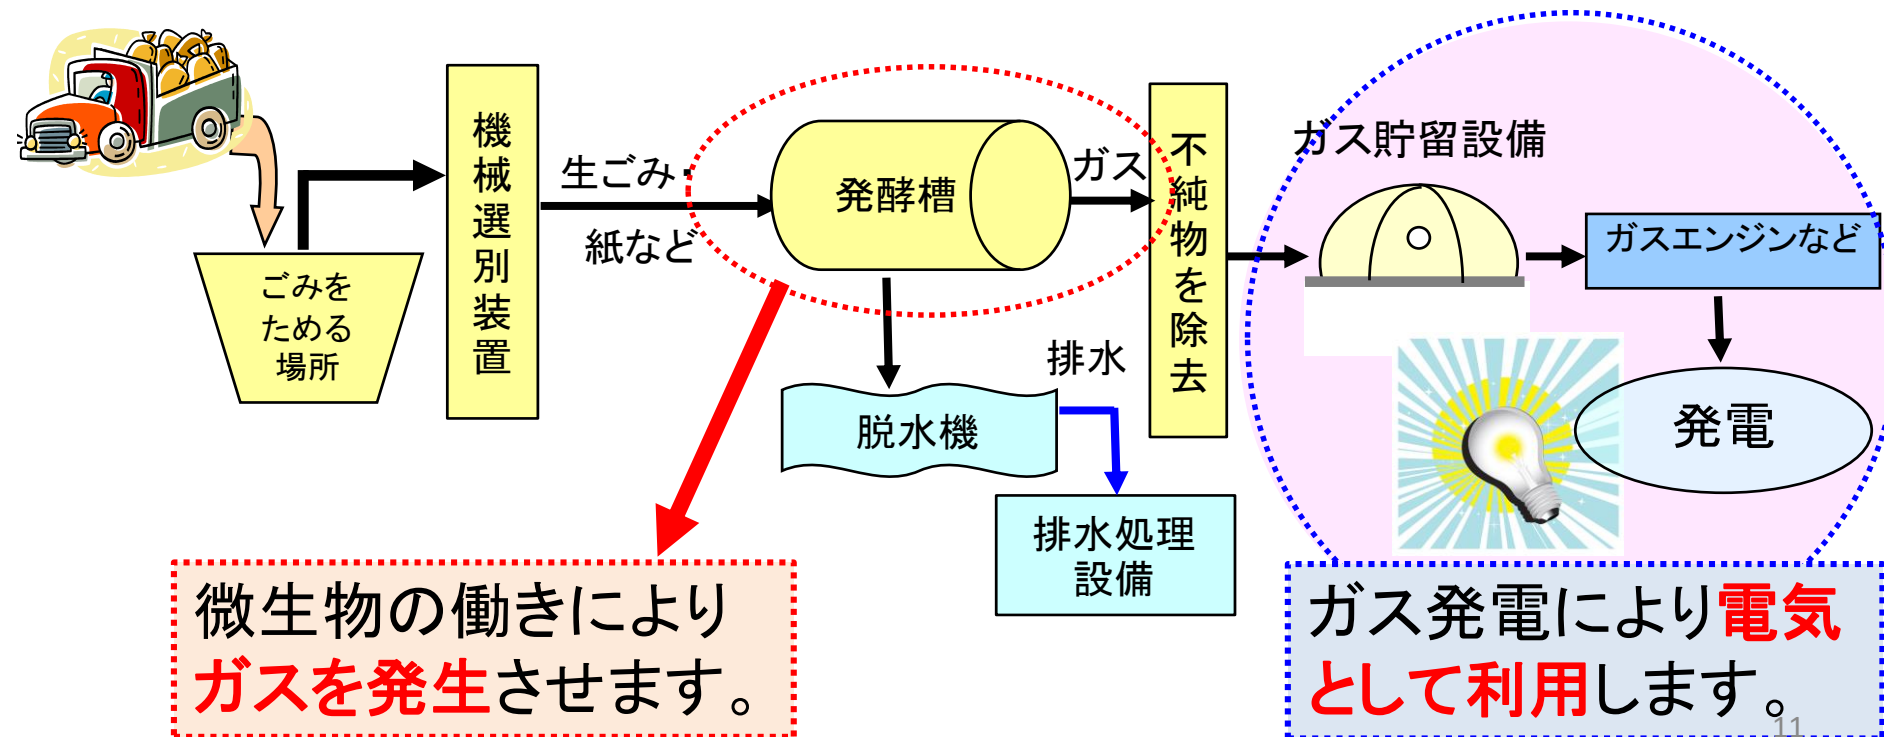 ごみを
ためる
場所
機械選別装置
生ごみ・
紙など
発酵槽
ガス
不純物を除去
脱水機
排水
排水処理
設備
ガス貯留設備
ガスエンジンなど
発電
微生物の働きにより
ガスを発生させます。
ガス発電により電気
として利用します。
11